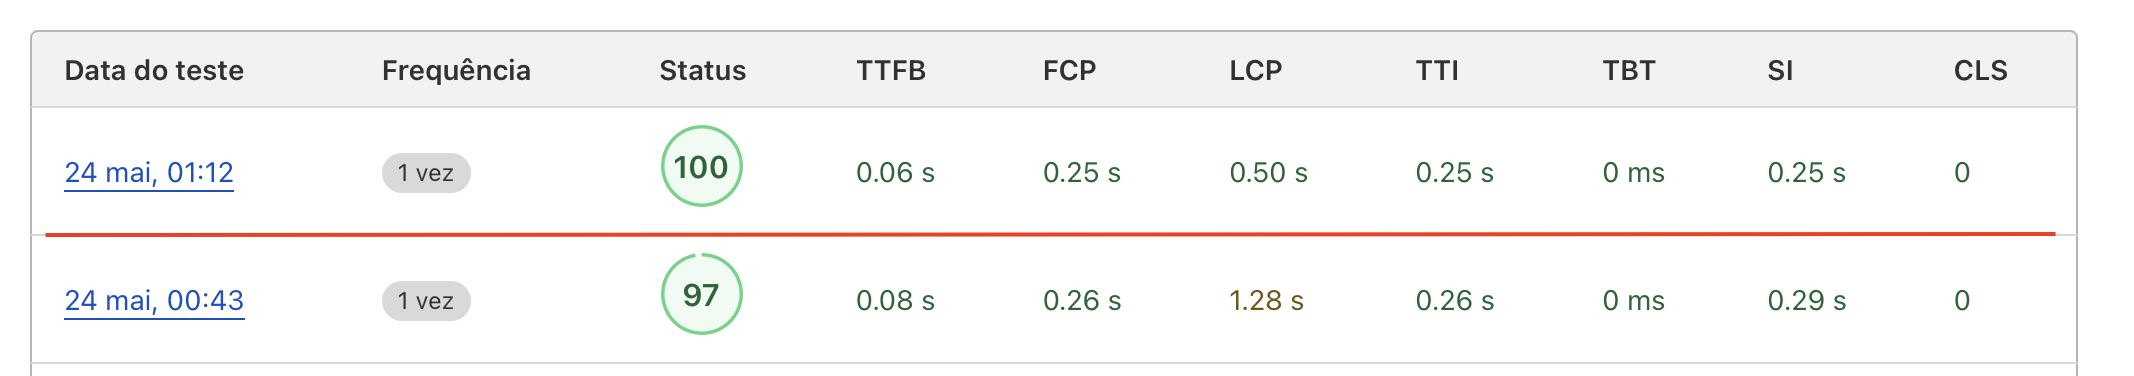 Data do teste Frequência Status TTFB FCP LCP TTI TBT SI CLS
24 mai, 01:12 1 vez 100 0.06 s 0.25 s 0.50 s 0.25 s 0 ms 0.25 s 0
24 mai, 00:43 1 vez 97 0.08 s 0.26 s 1.28 s 0.26 s 0 ms 0.29 s 0